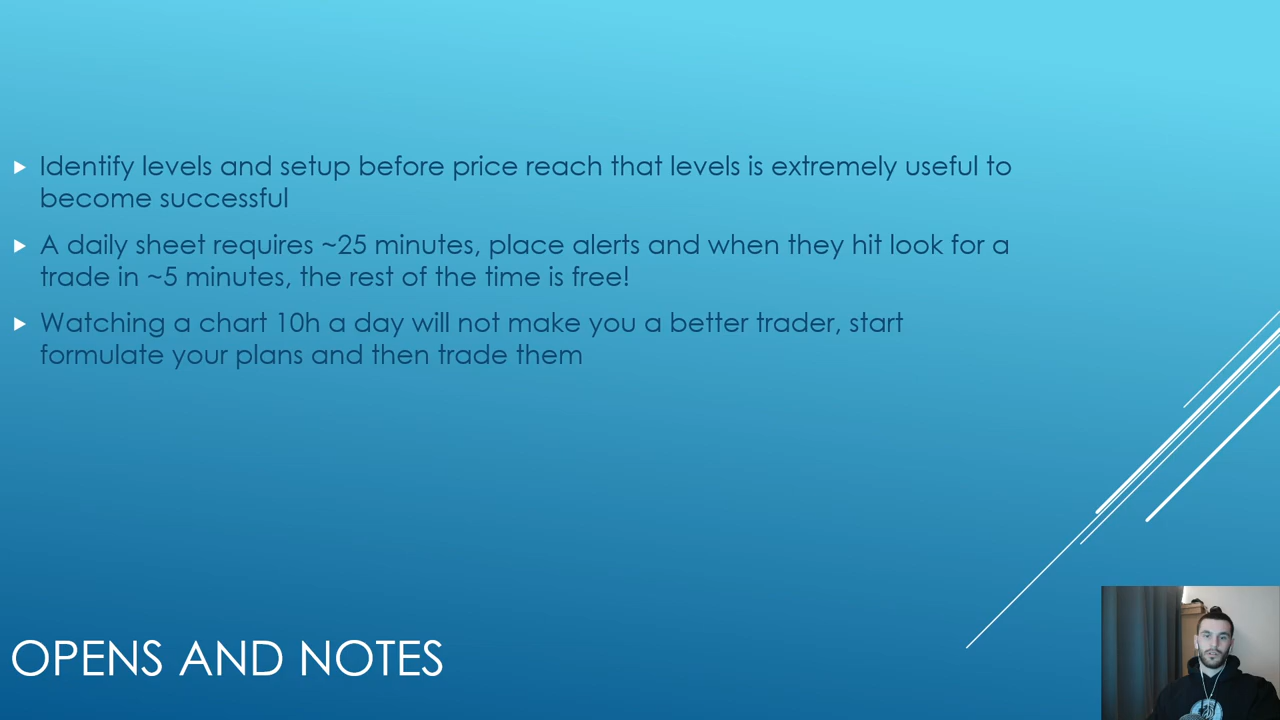 Identify levels and setup before price reach that levels is extremely useful to
become successful
A daily sheet requires ~25 minutes, place alerts and when they hit look for a
trade in ~5 minutes, the rest of the time is free!
Watching a chart 10h a day will not make you a better trader, start
formulate your plans and then trade them
OPENS AND NOTES